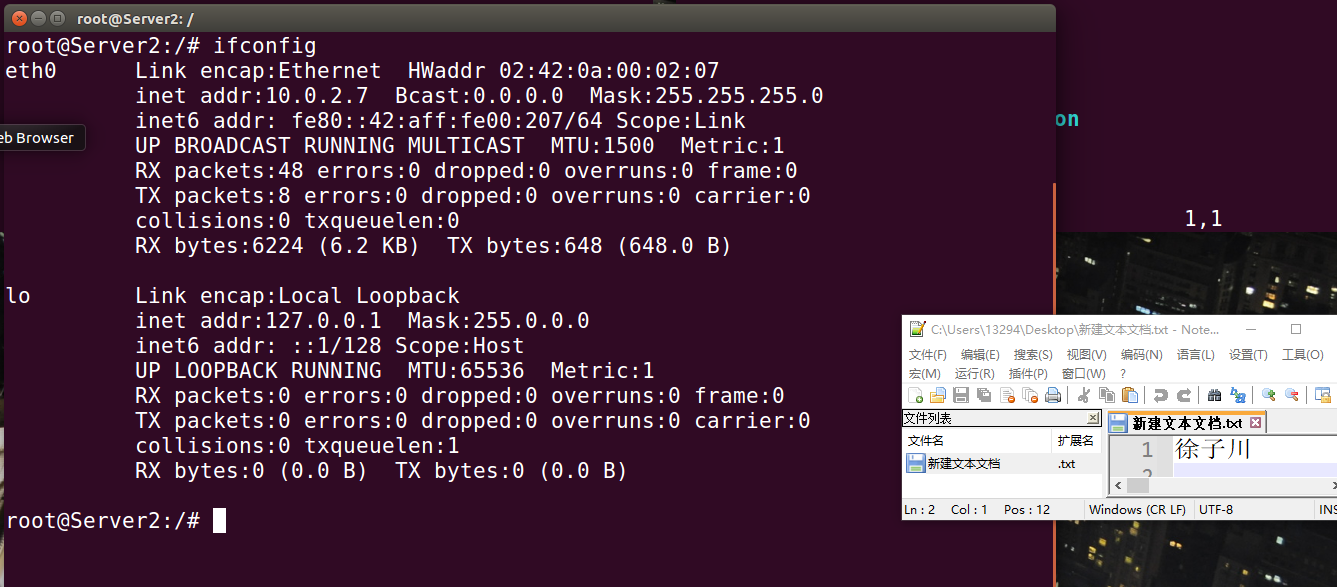 root@Server2: /
root@Server2:/# ifconfig
eth0      Link encap:Ethernet  HWaddr 02:42:0a:00:02:07
          inet addr:10.0.2.7  Bcast:0.0.0.0  Mask:255.255.255.0
          inet6 addr: fe80::42:aff:fe00:207/64 Scope:Link
          UP BROADCAST RUNNING MULTICAST  MTU:1500  Metric:1
          RX packets:48 errors:0 dropped:0 overruns:0 frame:0
          TX packets:8 errors:0 dropped:0 overruns:0 carrier:0
          collisions:0 txqueuelen:0
          RX bytes:6224 (6.2 KB)  TX bytes:648 (648.0 B)
lo        Link encap:Local Loopback
          inet addr:127.0.0.1  Mask:255.0.0.0
          inet6 addr: ::1/128 Scope:Host
          UP LOOPBACK RUNNING  MTU:65536  Metric:1
          RX packets:0 errors:0 dropped:0 overruns:0 frame:0
          TX packets:0 errors:0 dropped:0 overruns:0 carrier:0
          collisions:0 txqueuelen:1
          RX bytes:0 (0.0 B)  TX bytes:0 (0.0 B)
root@Server2:/#
eb Browser
on
1,1
C:\Users\13294\Desktop\新建文本文档.txt - Note...
文件(F) 编辑(E) 搜索(S) 视图(V) 编码(N) 语言(L) 设置(T) 工具(O)
宏(M) 运行(R) 插件(P) 窗口(W) ?
文件列表
文件名 扩展名
新建文本文档 .txt
新建文本文档.txt
1 徐子川
2
Ln : 2 Col : 1 Pos : 12 Windows (CR LF) UTF-8 INS